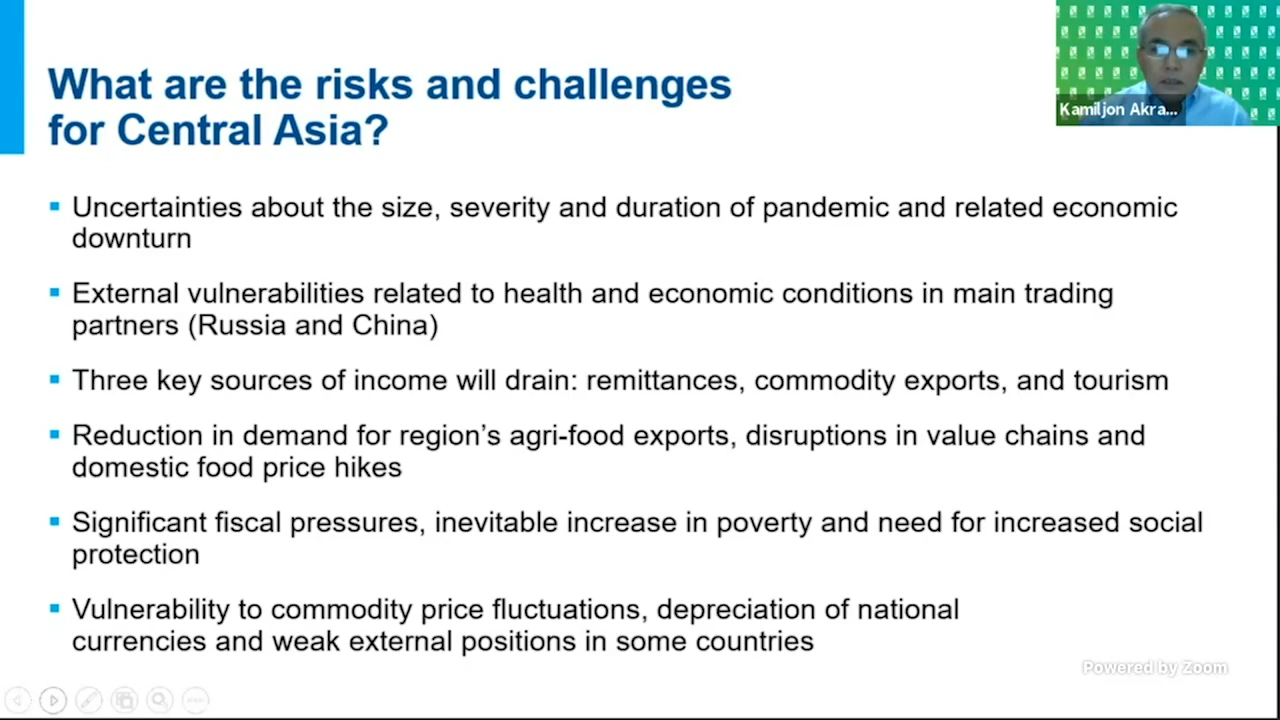 What are the risks and challenges
for Central Asia?
Kamiljon Akra...
Uncertainties about the size, severity and duration of pandemic and related economic
downturn
External vulnerabilities related to health and economic conditions in main trading
partners (Russia and China)
Three key sources of income will drain: remittances, commodity exports, and tourism
Reduction in demand for region's agri-food exports, disruptions in value chains and
domestic food price hikes
Significant fiscal pressures, inevitable increase in poverty and need for increased social
protection
Vulnerability to commodity price fluctuations, depreciation of national
currencies and weak external positions in some countries
Powered by Zoom